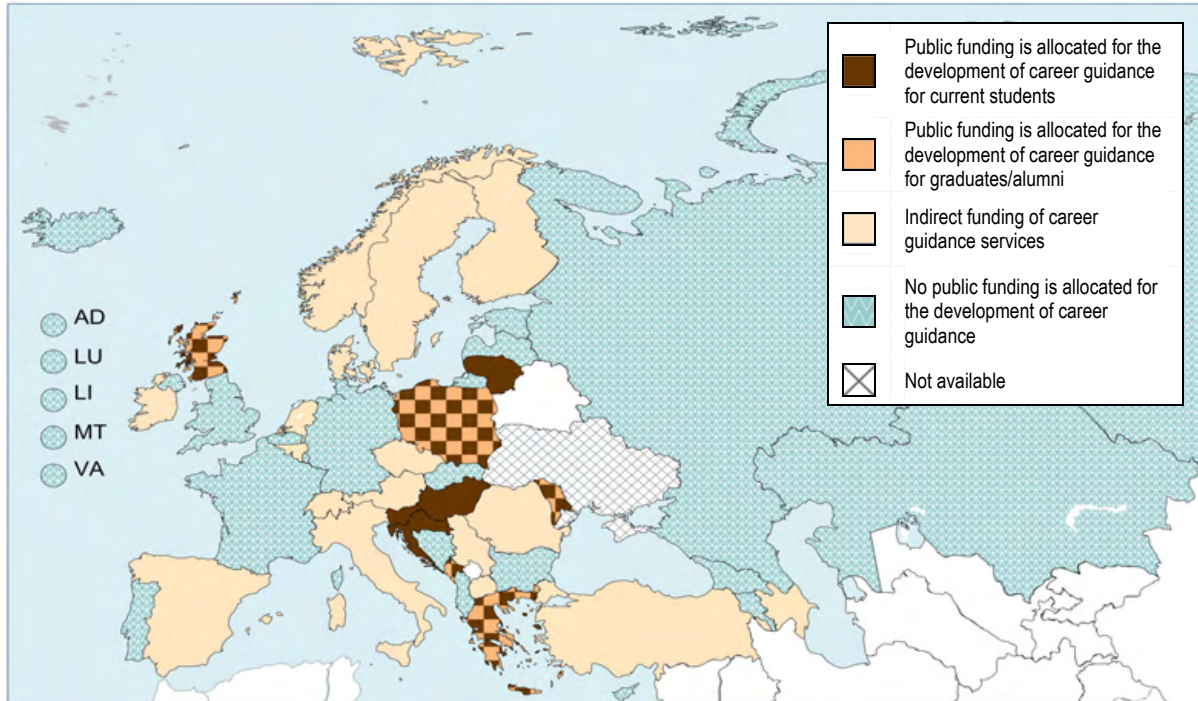 Public funding is allocated for the
development of career guidance
for current students
Public funding is allocated for the
development of career guidance
for graduates/alumni
Indirect funding of career
guidance services
No public funding is allocated for
the development of career
guidance
Not available
AD
LU
LI
MT
VA